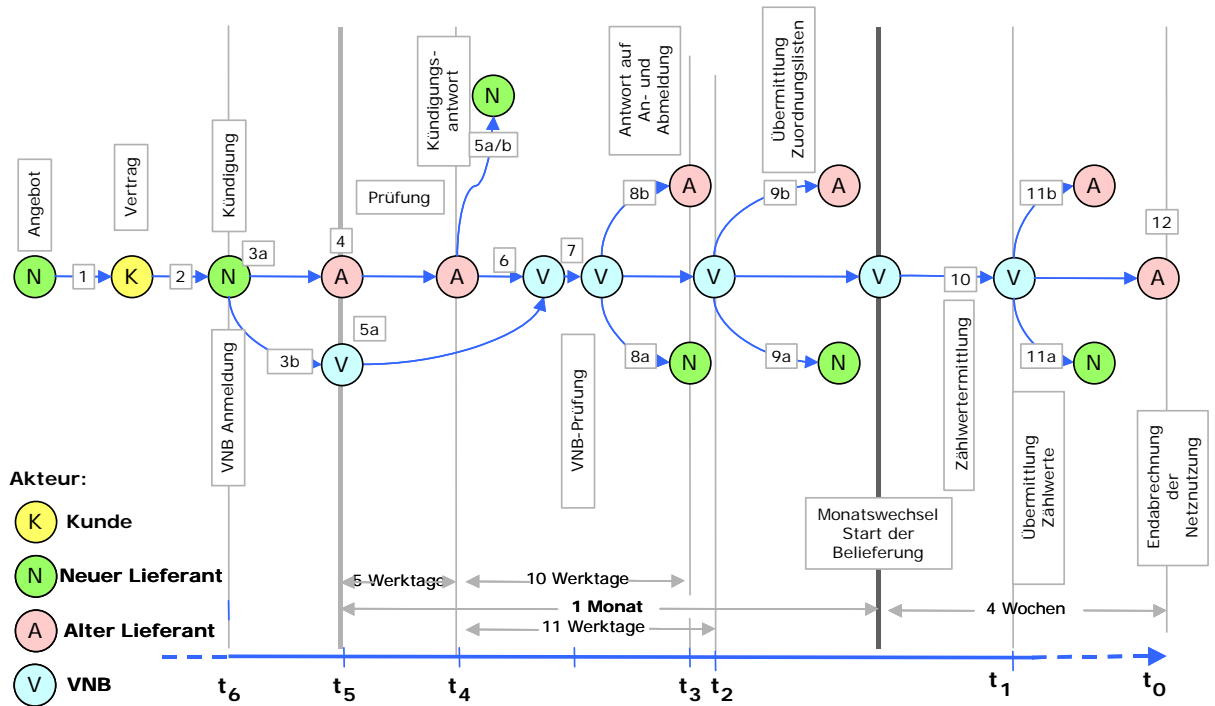 Angebot
Vertrag
Kündigung
VNB Anmeldung
Prüfung
Kündigungs-
antwort
VNB-Prüfung
Antwort auf
An- und
Abmeldung
Übermittlung
Zuordnungslisten
Monatswechsel
Start der
Belieferung
Zählwertermittlung
Übermittlung
Zählwerte
Endabrechnung
der
Netznutzung
N
1
K
2
N
3a
3b
4
A
5a
V
A
5a/b
N
6
V
7
V
8b
A
8a
N
V
9b
A
9a
N
V
10
V
11b
A
11a
N
12
A
Akteur:
K Kunde
N Neuer Lieferant
A Alter Lieferant
V VNB
5 Werktage
10 Werktage
1 Monat
11 Werktage
4 Wochen
t6
t5
t4
t3
t2
t1
t0